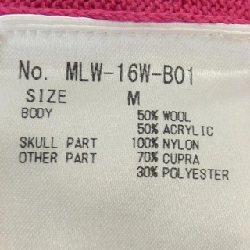 No. MLW-16W-B01
SIZE M
BODY 50% WOOL
50% ACRYLIC
SKULL PART 100% NYLON
OTHER PART 70% CUPRA
30% POLYESTER